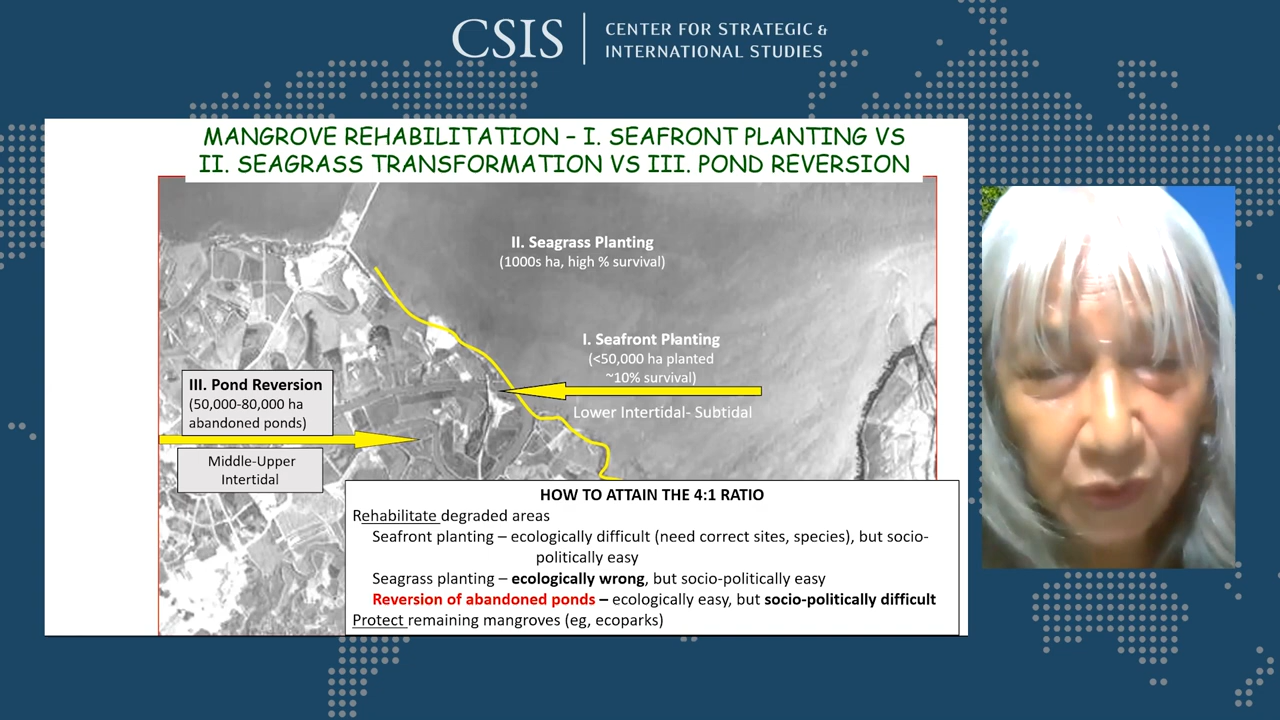 CSIS
CENTER FOR STRATEGIC &
INTERNATIONAL STUDIES
MANGROVE REHABILITATION – I. SEAFRONT PLANTING VS
II. SEAGRASS TRANSFORMATION VS III. POND REVERSION
II. Seagrass Planting
(1000s ha, high % survival)
I. Seafront Planting
(<50,000 ha planted
~10% survival)
Lower Intertidal- Subtidal
III. Pond Reversion
(50,000-80,000 ha
abandoned ponds)
Middle-Upper
Intertidal
HOW TO ATTAIN THE 4:1 RATIO
Rehabilitate degraded areas
Seafront planting – ecologically difficult (need correct sites, species), but socio-
politically easy
Seagrass planting – ecologically wrong, but socio-politically easy
Reversion of abandoned ponds – ecologically easy, but socio-politically difficult
Protect remaining mangroves (eg, ecoparks)